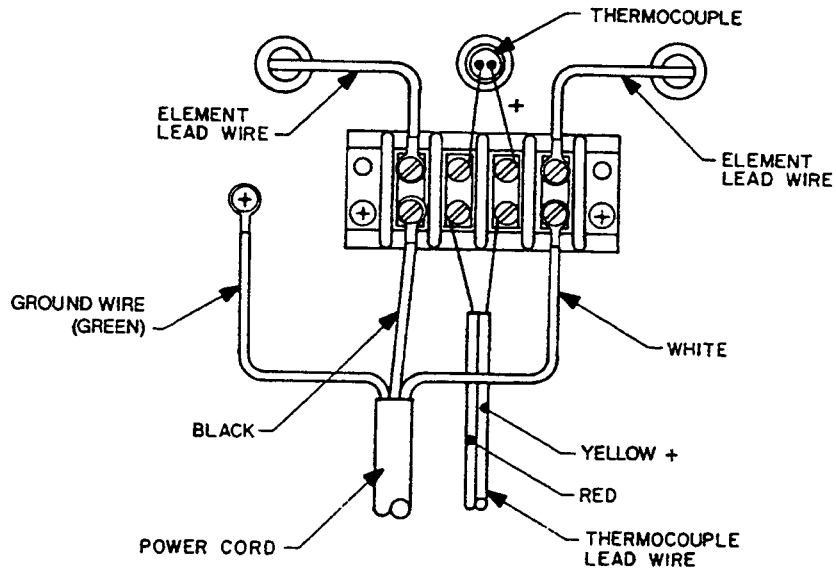 THERMOCOUPLE
ELEMENT
LEAD WIRE
+
ELEMENT
LEAD WIRE
GROUND WIRE
(GREEN)
WHITE
BLACK
YELLOW +
RED
POWER CORD
THERMOCOUPLE
LEAD WIRE